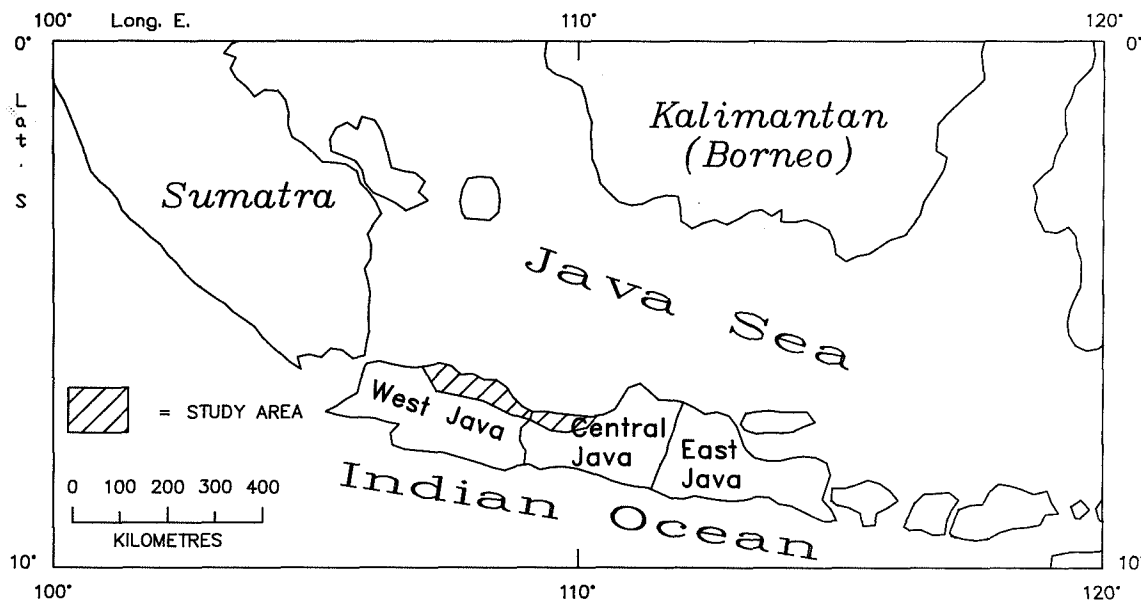 100° Long. E. 110° 120°
0° 0°
Lat. S
Kalimantan
(Borneo)
Sumatra
Java Sea
= STUDY AREA
West Java
Central
Java
East
Java
Indian Ocean
0 100 200 300 400
KILOMETRES
10° 10°
100° 110° 120°